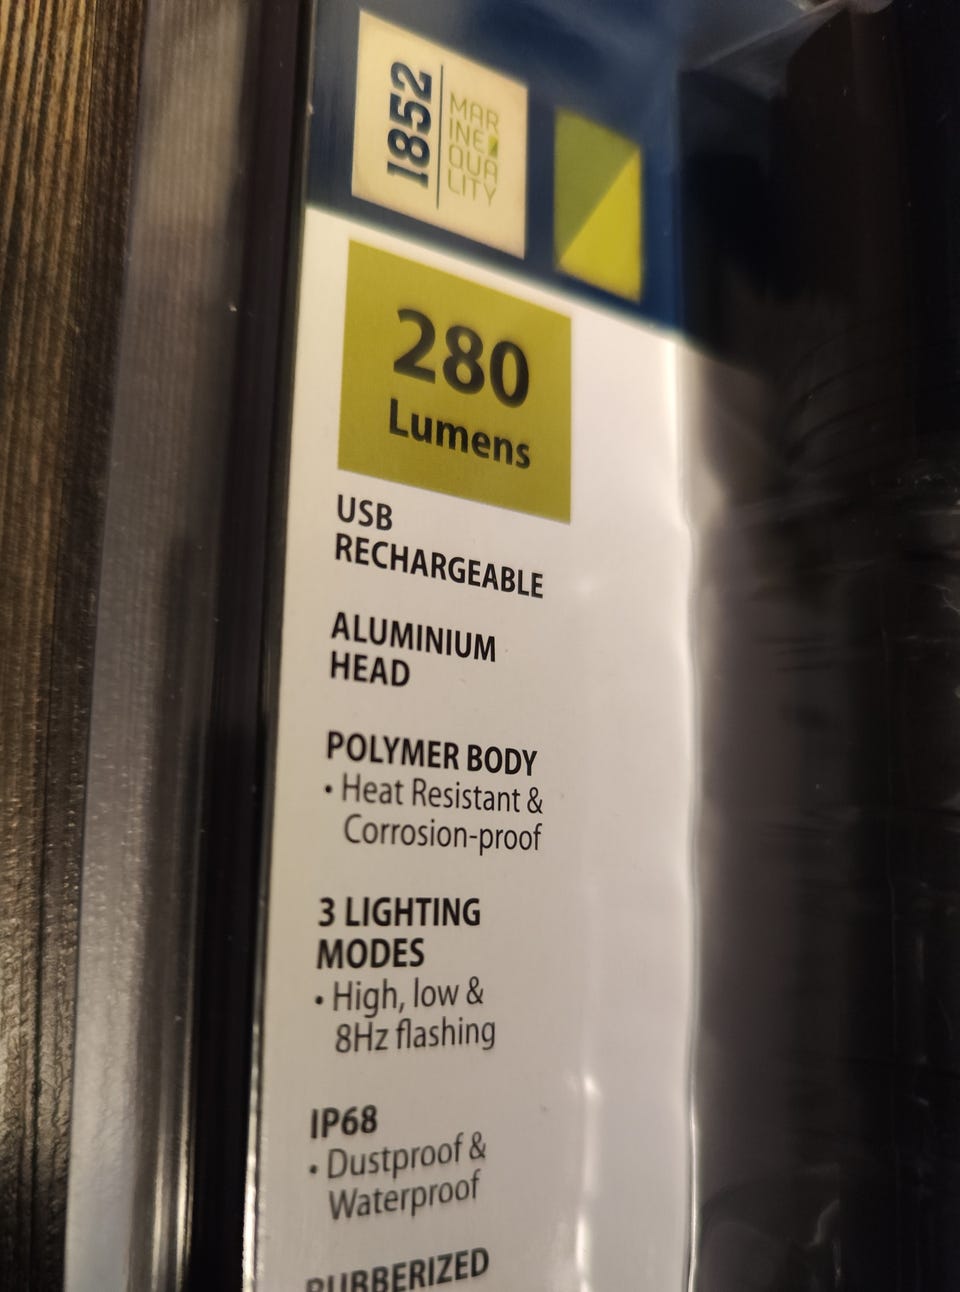 1852
MAR
INE
QUA
LITY
280
Lumens
USB
RECHARGEABLE
ALUMINIUM
HEAD
POLYMER BODY
• Heat Resistant &
Corrosion-proof
3 LIGHTING
MODES
• High, low &
8Hz flashing
IP68
• Dustproof &
Waterproof
RUBBERIZED